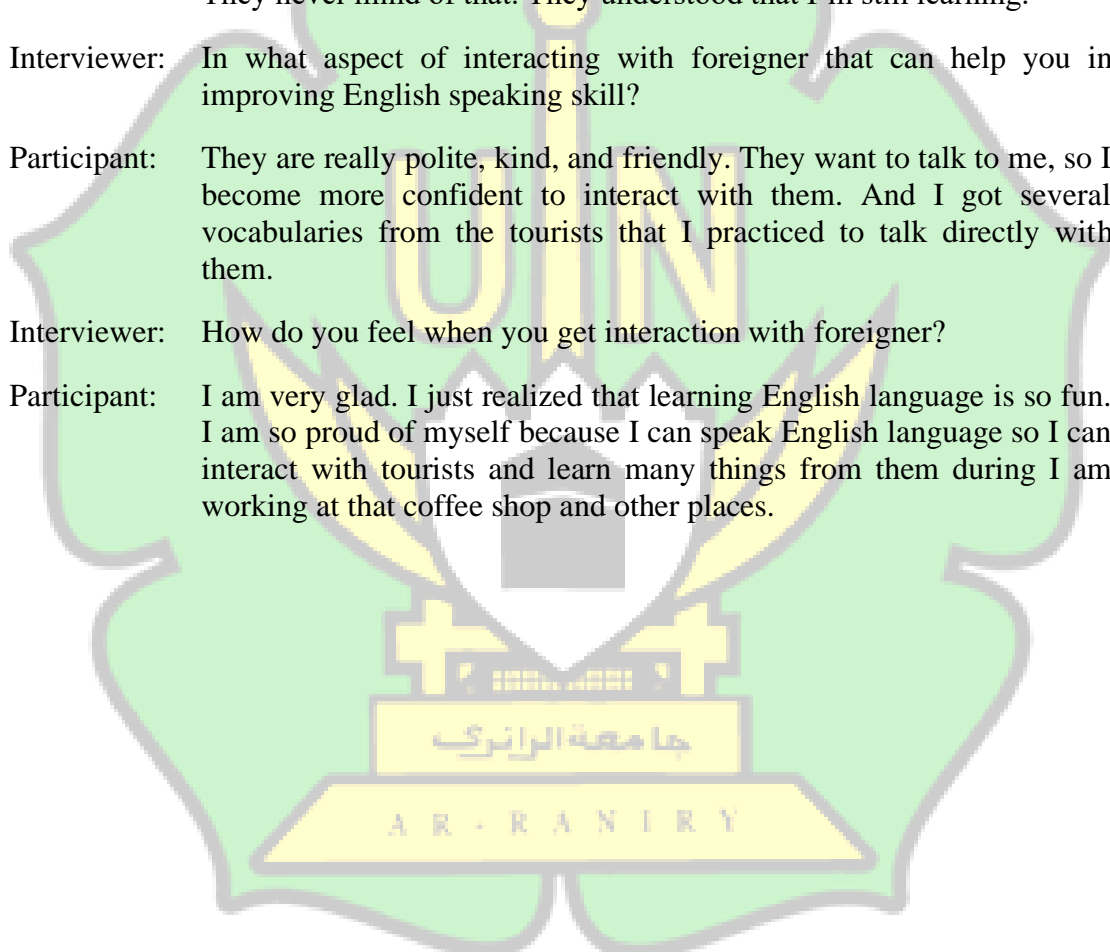 They never mind of that. They understood that I'm still learning.
Interviewer: In what aspect of interacting with foreigner that can help you in
improving English speaking skill?
Participant: They are really polite, kind, and friendly. They want to talk to me, so I
become more confident to interact with them. And I got several
vocabularies from the tourists that I practiced to talk directly with
them.
Interviewer: How do you feel when you get interaction with foreigner?
Participant: I am very glad. I just realized that learning English language is so fun.
I am so proud of myself because I can speak English language so I can
interact with tourists and learn many things from them during I am
working at that coffee shop and other places.
UIN
جامعة الرانري
AR-RANIRY